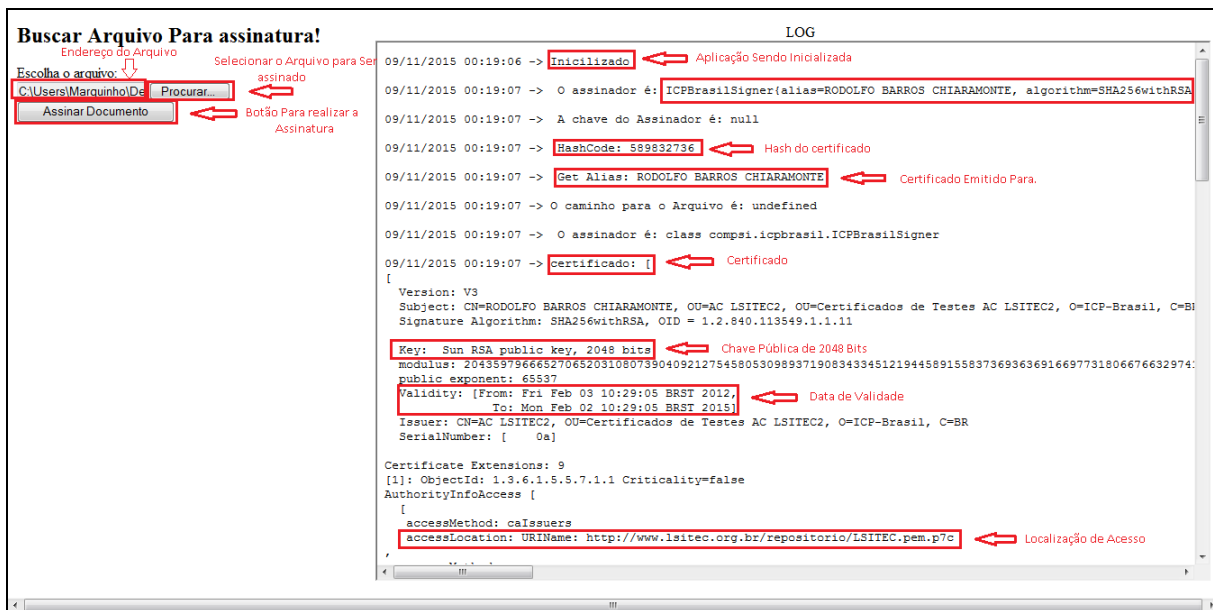 Buscar Arquivo Para assinatura!
Endereço do Arquivo
Selecionar o Arquivo para Ser
assinado
Escolha o arquivo:
C:\Users\Marquinho\De Procurar...
Assinar Documento
Botão Para realizar a
Assinatura
LOG
09/11/2015 00:19:06 -> Inicilizado
Aplicação Sendo Inicializada
09/11/2015 00:19:07 -> O assinador é: ICPBrasilSigner{alias=RODOLFO BARROS CHIARAMONTE, algorithm=SHA256withRSA
09/11/2015 00:19:07 -> A chave do Assinador é: null
09/11/2015 00:19:07 -> HashCode: 589832736
Hash do certificado
09/11/2015 00:19:07 -> Get Alias: RODOLFO BARROS CHIARAMONTE
Certificado Emitido Para.
09/11/2015 00:19:07 -> O caminho para o Arquivo é: undefined
09/11/2015 00:19:07 -> O assinador é: class compsi.icpbrasil.ICPBrasilSigner
09/11/2015 00:19:07 -> certificado: [
Certificado
[
Version: V3
Subject: CN=RODOLFO BARROS CHIARAMONTE, OU=AC LSITEC2, OU=Certificados de Testes AC LSITEC2, O=ICP-Brasil, C=BR
Signature Algorithm: SHA256withRSA, OID = 1.2.840.113549.1.1.11
Key: Sun RSA public key, 2048 bits
Chave Pública de 2048 Bits
modulus:
public exponent: 65537
Validity: [From: Fri Feb 03 10:29:05 BRST 2012,
To: Mon Feb 02 10:29:05 BRST 2015]
Data de Validade
Issuer: CN=AC LSITEC2, OU=Certificados de Testes AC LSITEC2, O=ICP-Brasil, C=BR
SerialNumber: [ 0a]
Certificate Extensions: 9
[1]: ObjectId: 1.3.6.1.5.5.7.1.1 Criticality=false
AuthorityInfoAccess [
[
accessMethod: caIssuers
accessLocation: URIName: http://www.lsitec.org.br/repositorio/LSITEC.pem.p7c
Localização de Acesso
,